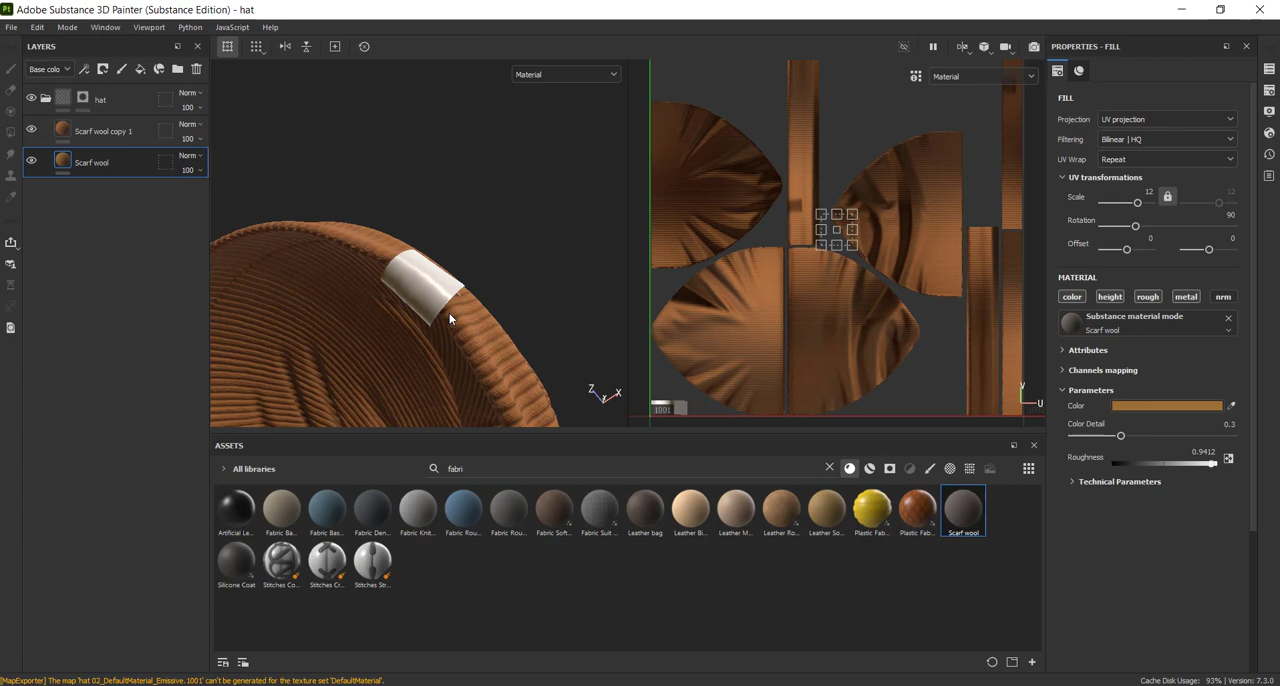 Adobe Substance 3D Painter (Substance Edition) - hat
File Edit Mode Window Viewport Python JavaScript Help
LAYERS
Base colo
hat Norm 100
Scarf wool copy 1 Norm 100
Scarf wool Norm 100
Material
Material
Z X
1001
V
U
ASSETS
All libraries
fabri
Artificial Le...
Fabric Ba...
Fabric Bas...
Fabric Den...
Fabric Knit...
Fabric Rou...
Fabric Rou...
Fabric Soft...
Fabric Suit ...
Leather bag
Leather Bi...
Leather M...
Leather Ro...
Leather So...
Plastic Fab...
Plastic Fab...
Scarf wool
Silicone Coat
Stitches Co...
Stitches Cr...
Stitches Str...
PROPERTIES - FILL
FILL
Projection UV projection
Filtering Bilinear | HQ
UV Wrap Repeat
UV transformations
Scale 12 12
Rotation 90
Offset 0 0
MATERIAL
color height rough metal nrm
Substance material mode
Scarf wool
Attributes
Channels mapping
Parameters
Color
Color Detail 0.3
Roughness 0.9412
Technical Parameters
[MapExporter] The map 'hat 02_DefaultMaterial_Emissive.1001' can't be generated for the texture set 'DefaultMaterial'.
Cache Disk Usage: 93% | Version: 7.3.0